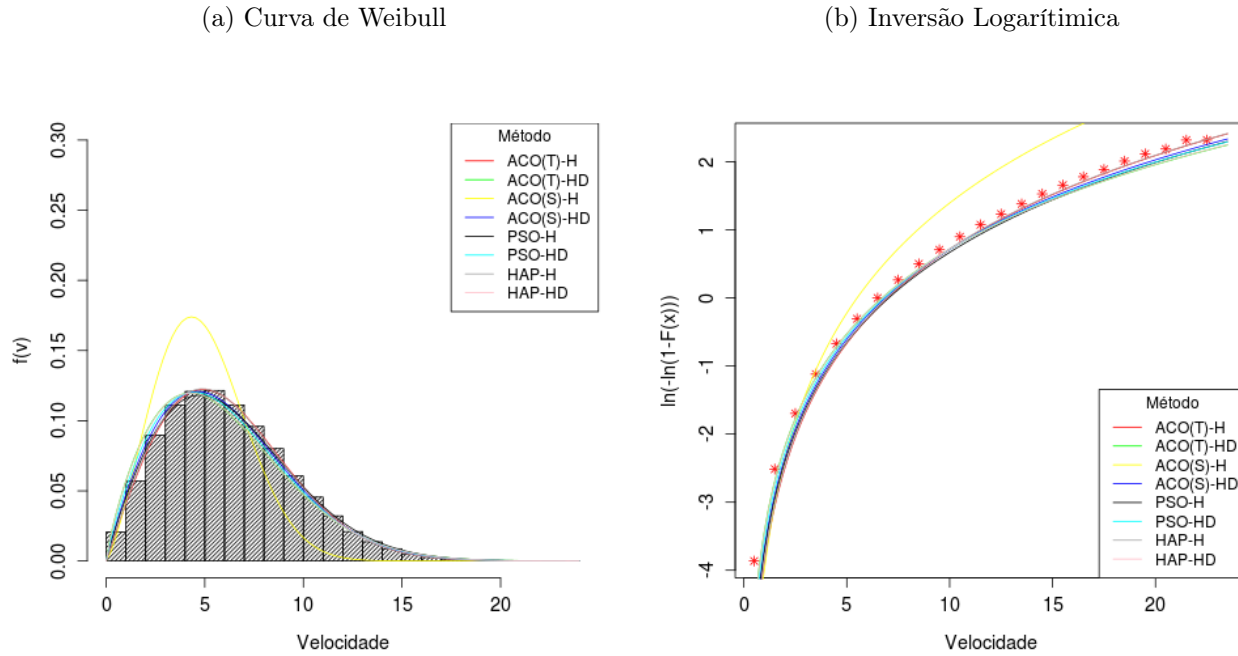 (a) Curva de Weibull
(b) Inversão Logarítimica
0.30
0.25
0.20
0.15
0.10
0.05
0.00
f(v)
0
5
10
15
20
Velocidade
Método
ACO(T)-H
ACO(T)-HD
ACO(S)-H
ACO(S)-HD
PSO-H
PSO-HD
HAP-H
HAP-HD
2
1
0
-1
-2
-3
-4
ln(-ln(1-F(x)))
0
5
10
15
20
Velocidade
Método
ACO(T)-H
ACO(T)-HD
ACO(S)-H
ACO(S)-HD
PSO-H
PSO-HD
HAP-H
HAP-HD